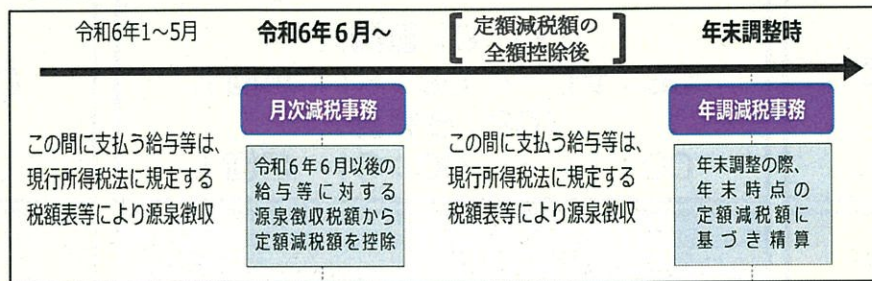 令和6年1～5月
令和6年6月～
定額減税額の
全額控除後
年末調整時
月次減税事務
年調減税事務
この間に支払う給与等は、
現行所得税法に規定する
税額表等により源泉徴収
令和6年6月以後の
給与等に対する
源泉徴収税額から
定額減税額を控除
この間に支払う給与等は、
現行所得税法に規定する
税額表等により源泉徴収
年末調整の際、
年末時点の
定額減税額に
基づき精算